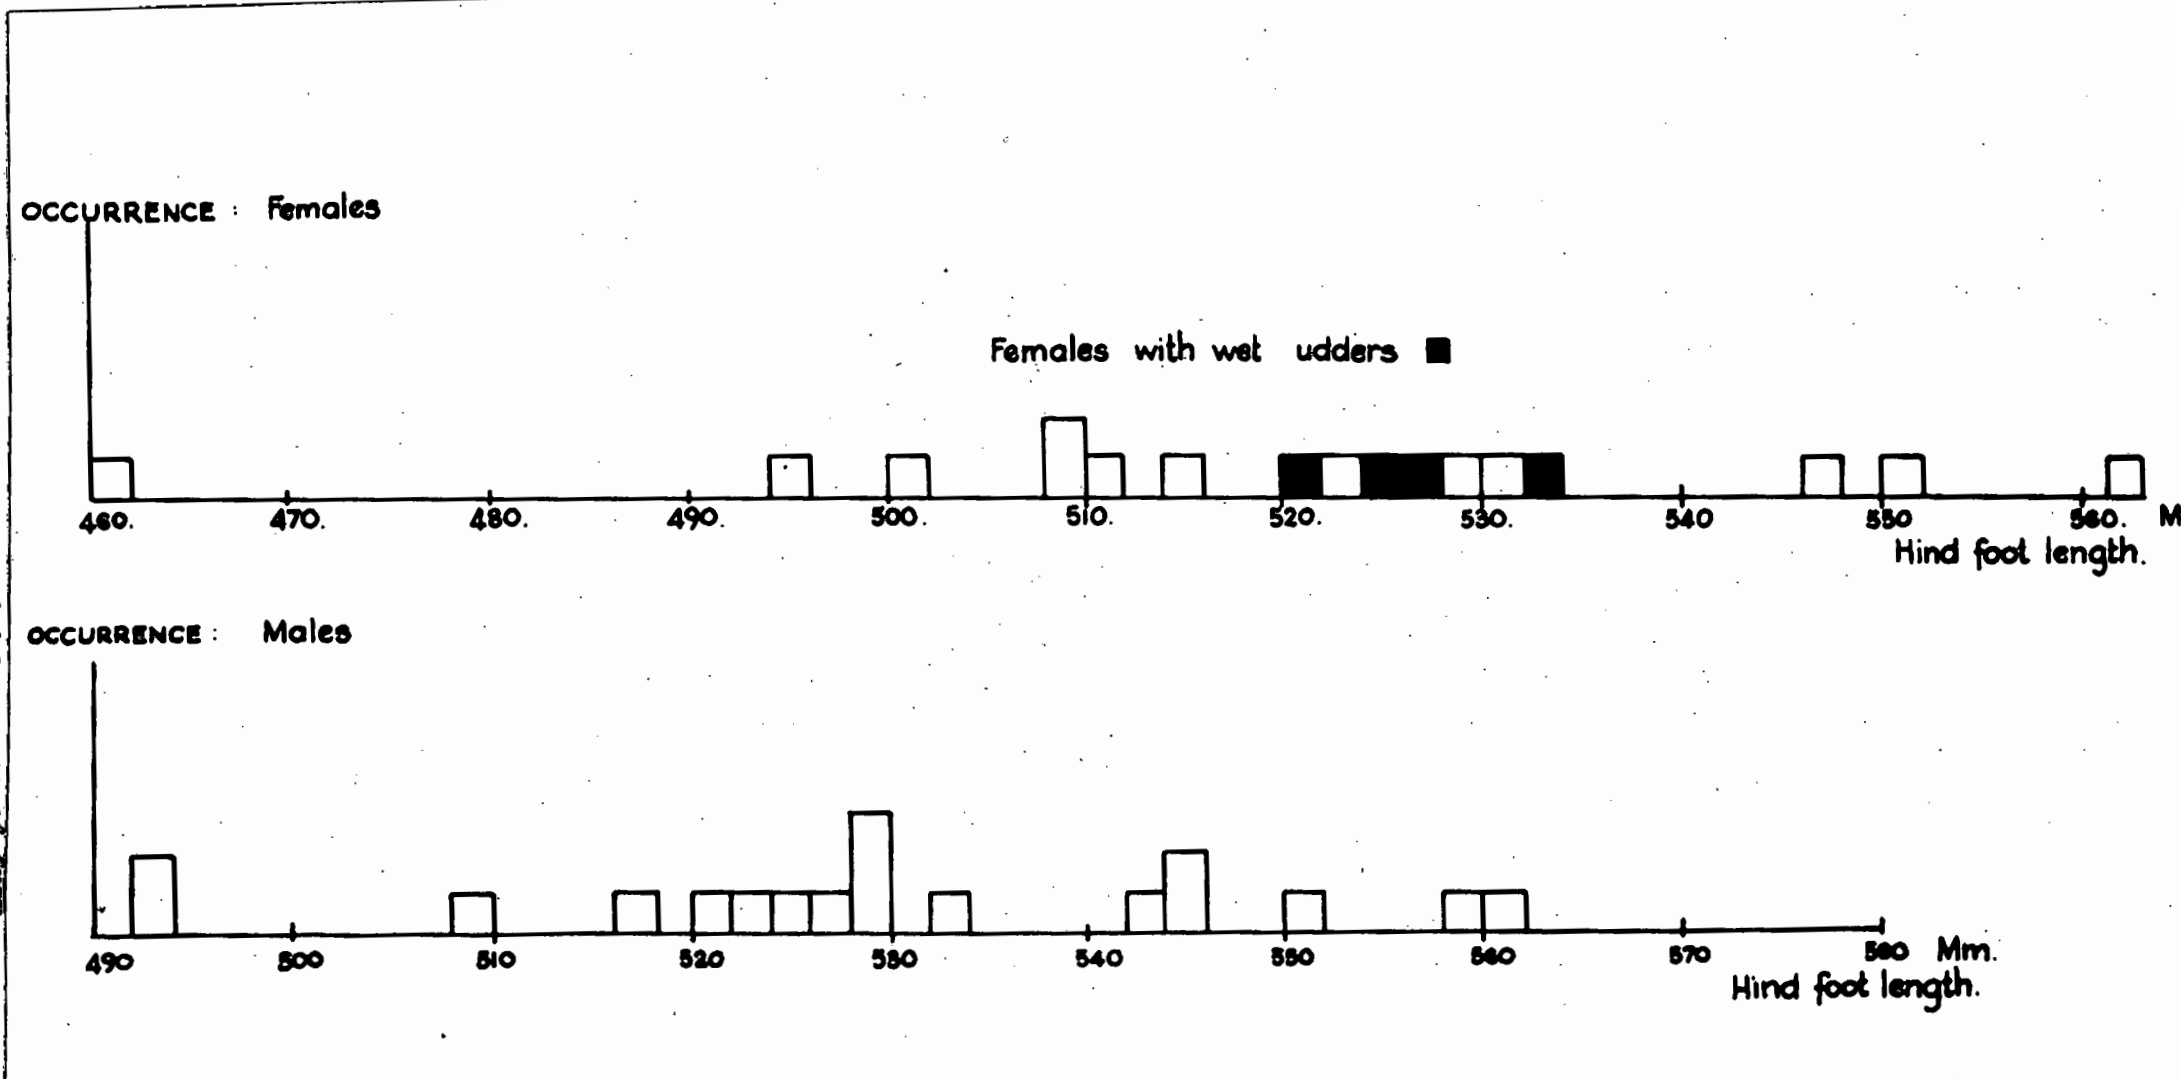 OCCURRENCE : Females
Females with wet udders
460. 470. 480. 490. 500. 510. 520. 530. 540 550 560. M
Hind foot length.
OCCURRENCE : Males
490 500 510 520 530 540 550 560 570 580 Mm.
Hind foot length.